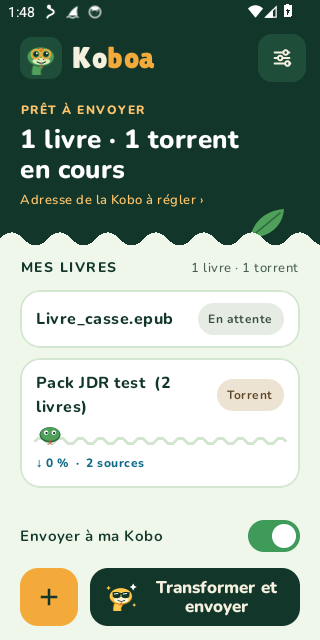 1:48
Koboa
PRÊT À ENVOYER
1 livre · 1 torrent
en cours
Adresse de la Kobo à régler ›
MES LIVRES
1 livre · 1 torrent
Livre_casse.epub
En attente
Pack JDR test (2
livres)
Torrent
↓ 0 % · 2 sources
Envoyer à ma Kobo
+
Transformer et
envoyer